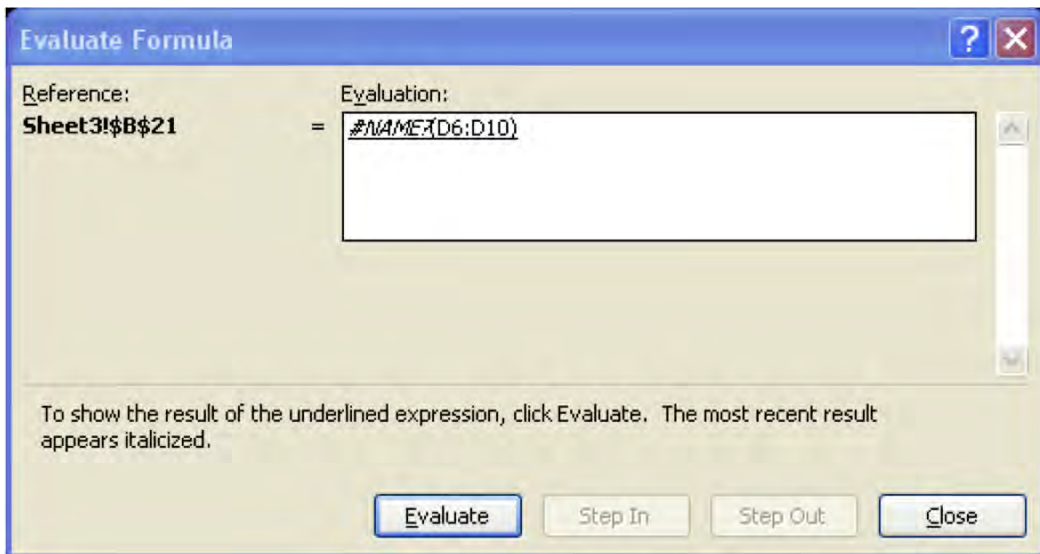 Evaluate Formula
Reference:
Evaluation:
Sheet3!$B$21
=
#NAME?(D6:D10)
To show the result of the underlined expression, click Evaluate. The most recent result
appears italicized.
Evaluate
Step In
Step Out
Close